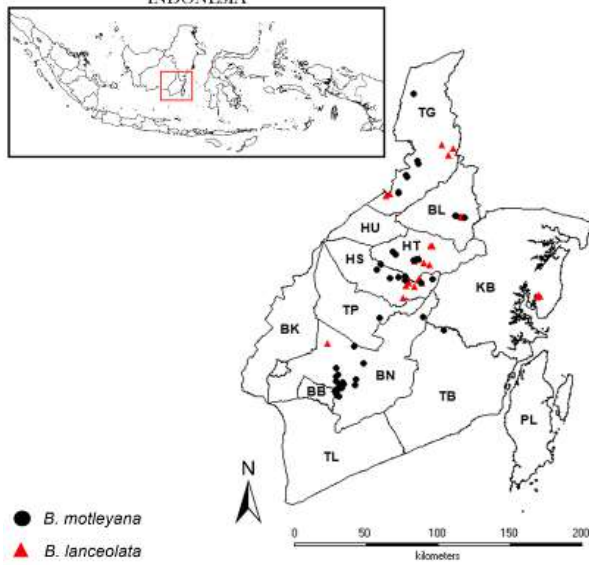 INDONESIA
TG
BL
HU
HT
HS
KB
TP
BK
BN
BB
TB
PL
TL
N
B. motleyana
B. lanceolata
0 50 100 150 200
kilometers